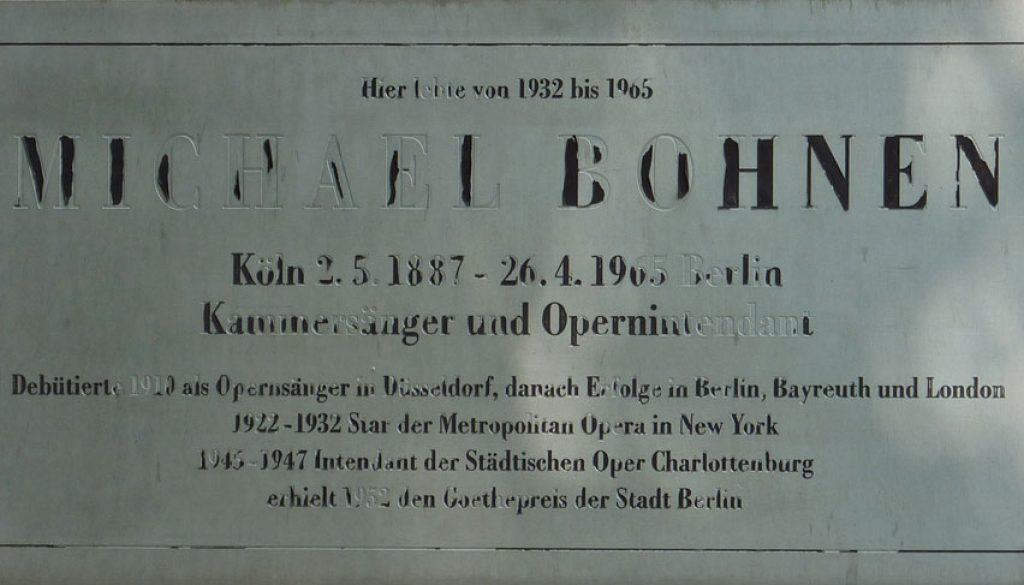 Hier lebte von 1932 bis 1965
MICHAEL BOHNEN
Köln 2.5.1887 - 26.4.1965 Berlin
Kammersänger und Opernintendant
Debütierte 1910 als Opernsänger in Düsseldorf, danach Erfolge in Berlin, Bayreuth und London
1922-1932 Star der Metropolitan Opera in New York
1945-1947 Intendant der Städtischen Oper Charlottenburg
erhielt 1952 den Goethepreis der Stadt Berlin